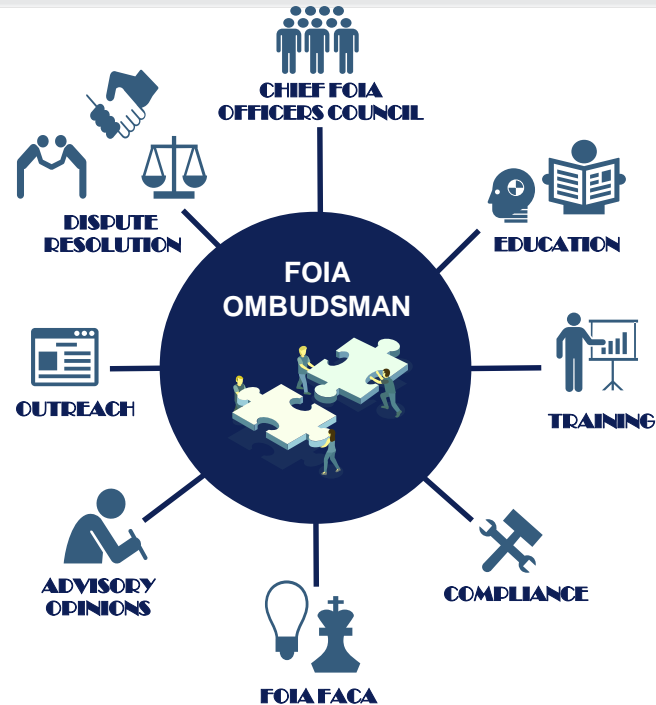 CHIEF FOIA
OFFICERS COUNCIL
DISPUTE
RESOLUTION
EDUCATION
FOIA
OMBUDSMAN
OUTREACH
TRAINING
ADVISORY
OPINIONS
COMPLIANCE
FOIA FACA